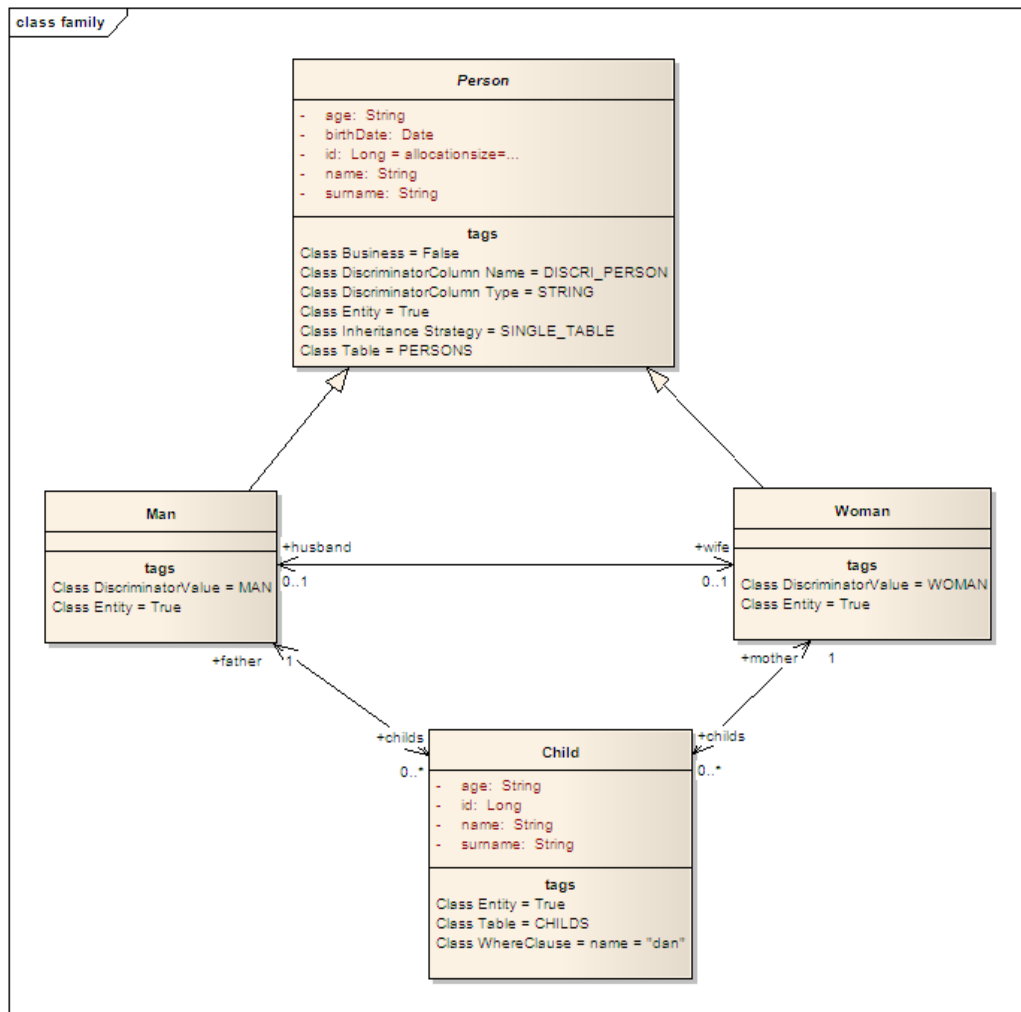 class family
Person
- age: String
- birthDate: Date
- id: Long = allocationsize=...
- name: String
- surname: String
tags
Class Business = False
Class DiscriminatorColumn Name = DISCRI_PERSON
Class DiscriminatorColumn Type = STRING
Class Entity = True
Class Inheritance Strategy = SINGLE_TABLE
Class Table = PERSONS
Man
tags
Class DiscriminatorValue = MAN
Class Entity = True
Woman
tags
Class DiscriminatorValue = WOMAN
Class Entity = True
+husband
0..1
+wife
0..1
+father
1
+mother
1
+childs
0..*
+childs
0..*
Child
- age: String
- id: Long
- name: String
- surname: String
tags
Class Entity = True
Class Table = CHILDS
Class WhereClause = name = "dan"